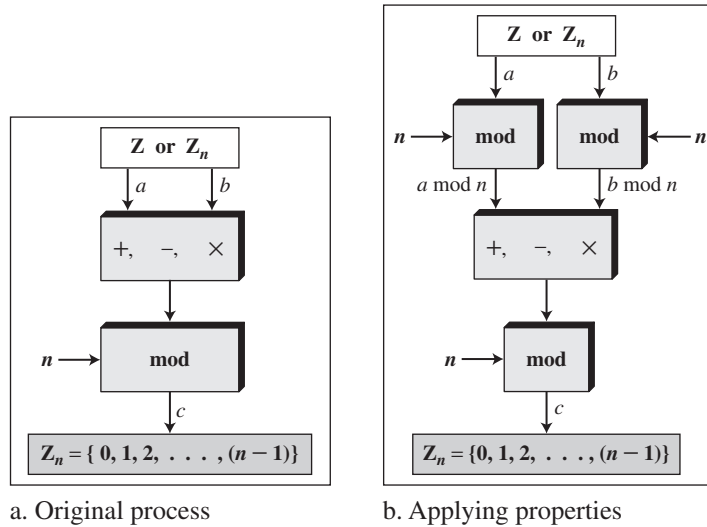 Z or Zn
a b
+, −, ×
n mod
c
Zn = { 0, 1, 2, . . . . , (n − 1)}
a. Original process
Z or Zn
a b
n mod mod n
a mod n b mod n
+, −, ×
n mod
c
Zn = {0, 1, 2, . . . , (n − 1)}
b. Applying properties